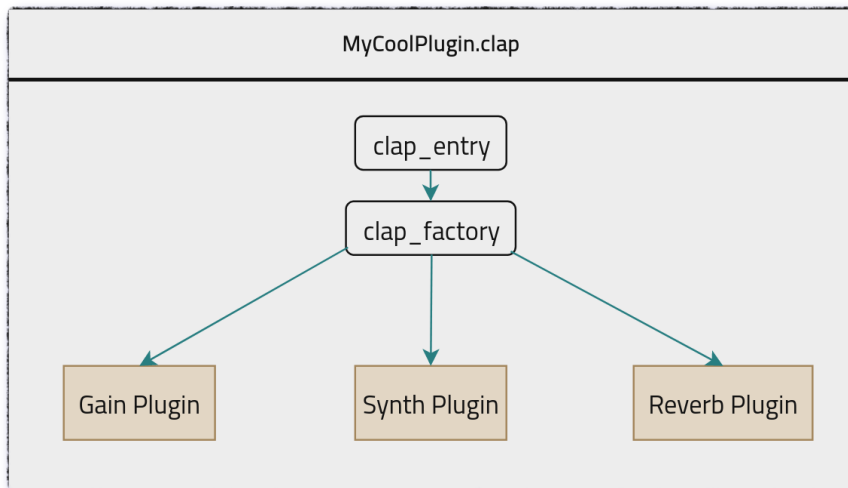 MyCoolPlugin.clap
clap_entry
clap_factory
Gain Plugin
Synth Plugin
Reverb Plugin